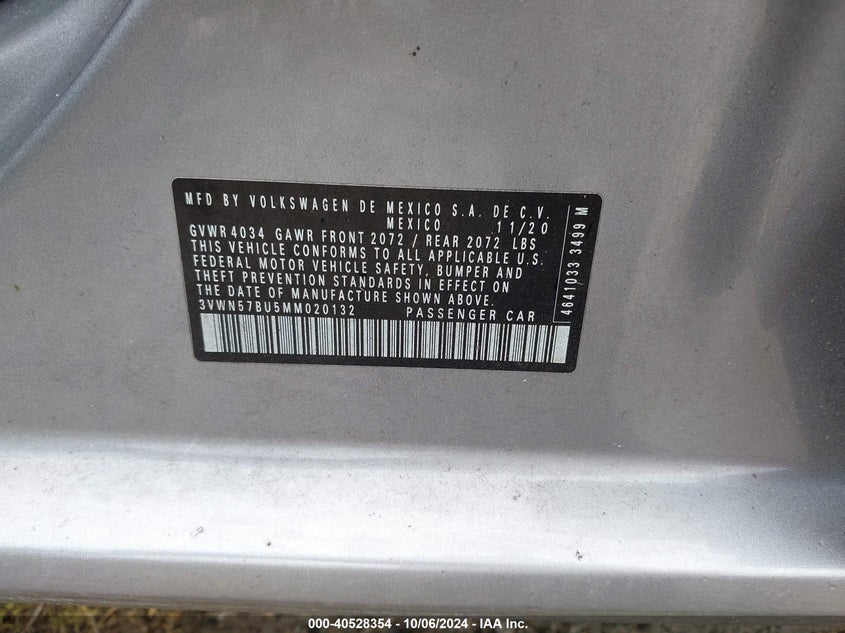 MFD BY VOLKSWAGEN DE MEXICO S.A. DE C.V.
MEXICO 11/20
GVWR 4034 GAWR FRONT 2072 / REAR 2072 LBS
THIS VEHICLE CONFORMS TO ALL APPLICABLE U.S.
FEDERAL MOTOR VEHICLE SAFETY, BUMPER AND
THEFT PREVENTION STANDARDS IN EFFECT ON
THE DATE OF MANUFACTURE SHOWN ABOVE.
3VWN57BU5MM020132 PASSENGER CAR
4641033 3499 M
000-40528354 - 10/06/2024 - IAA Inc.